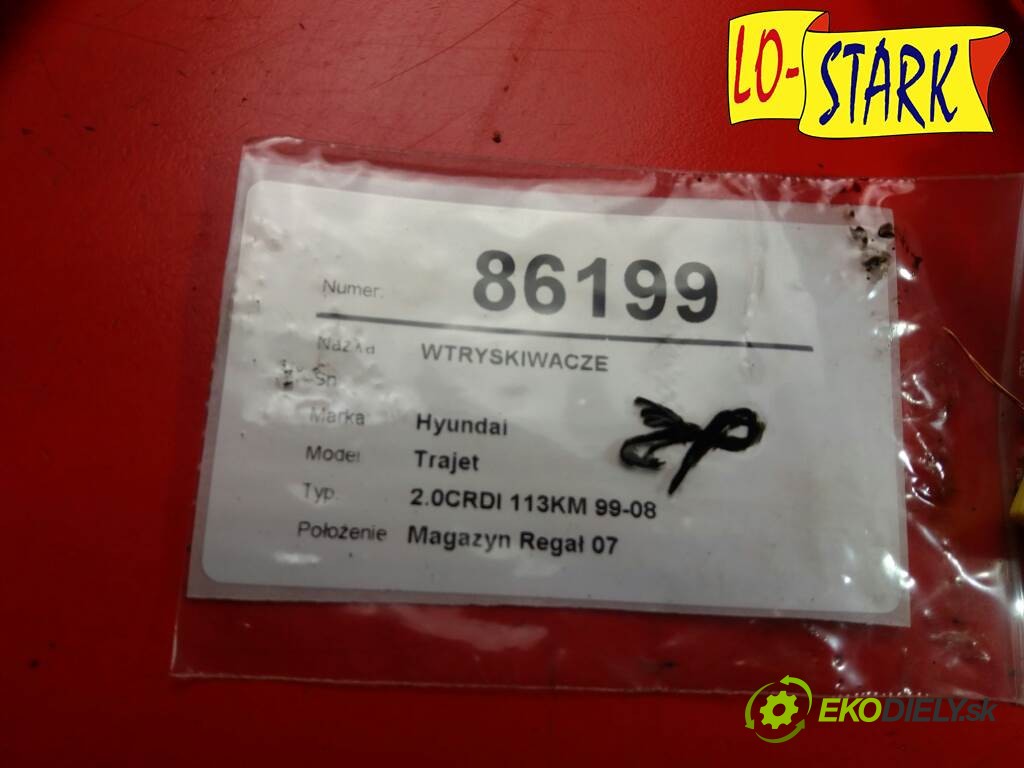 LO-STARK
Numer. 86199
Nazwa WTRYSKIWACZE
Marka Hyundai
Model Trajet
Typ. 2.0CRDI 113KM 99-08
Położenie Magazyn Regał 07
EKODIELY.sk